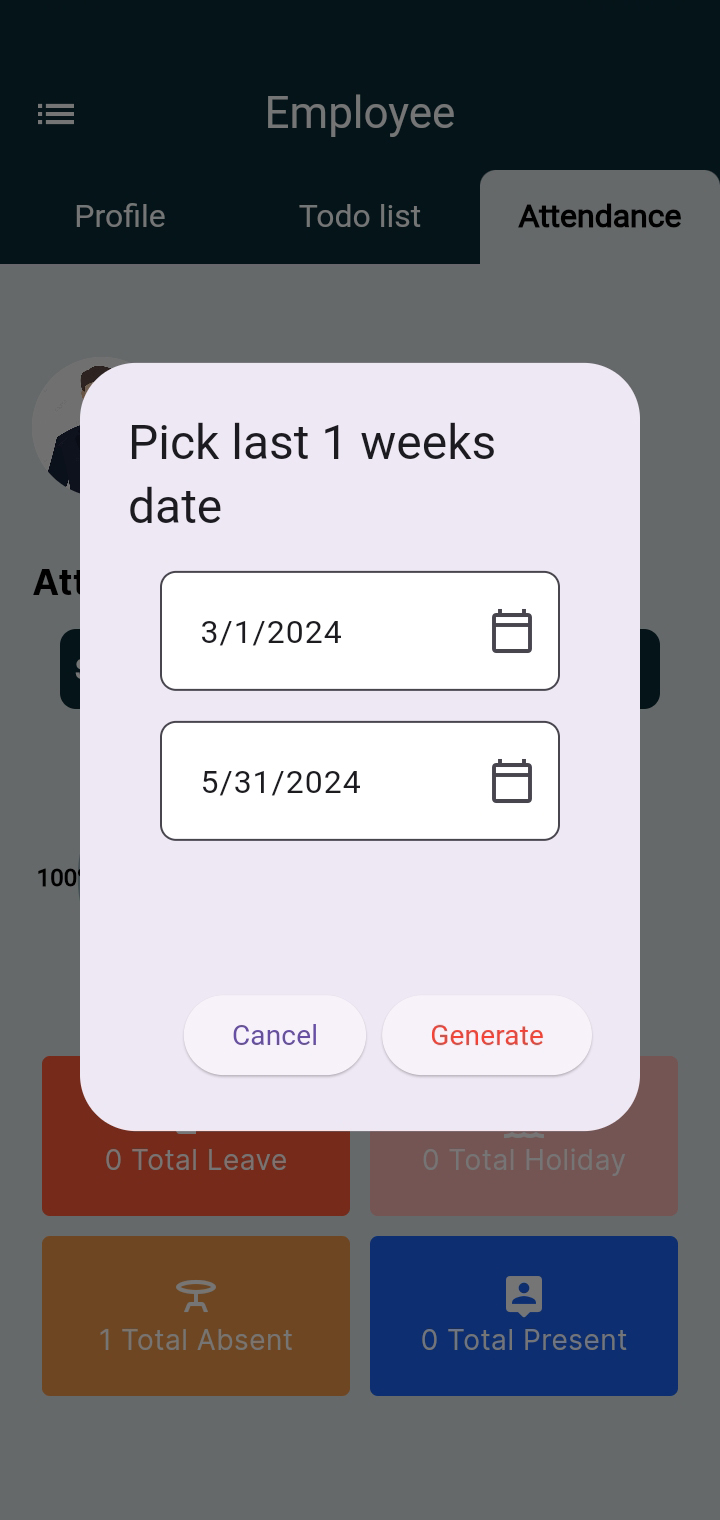 Employee
Profile Todo list Attendance
Pick last 1 weeks
date
3/1/2024
5/31/2024
100
Cancel Generate
0 Total Leave 0 Total Holiday
1 Total Absent 0 Total Present